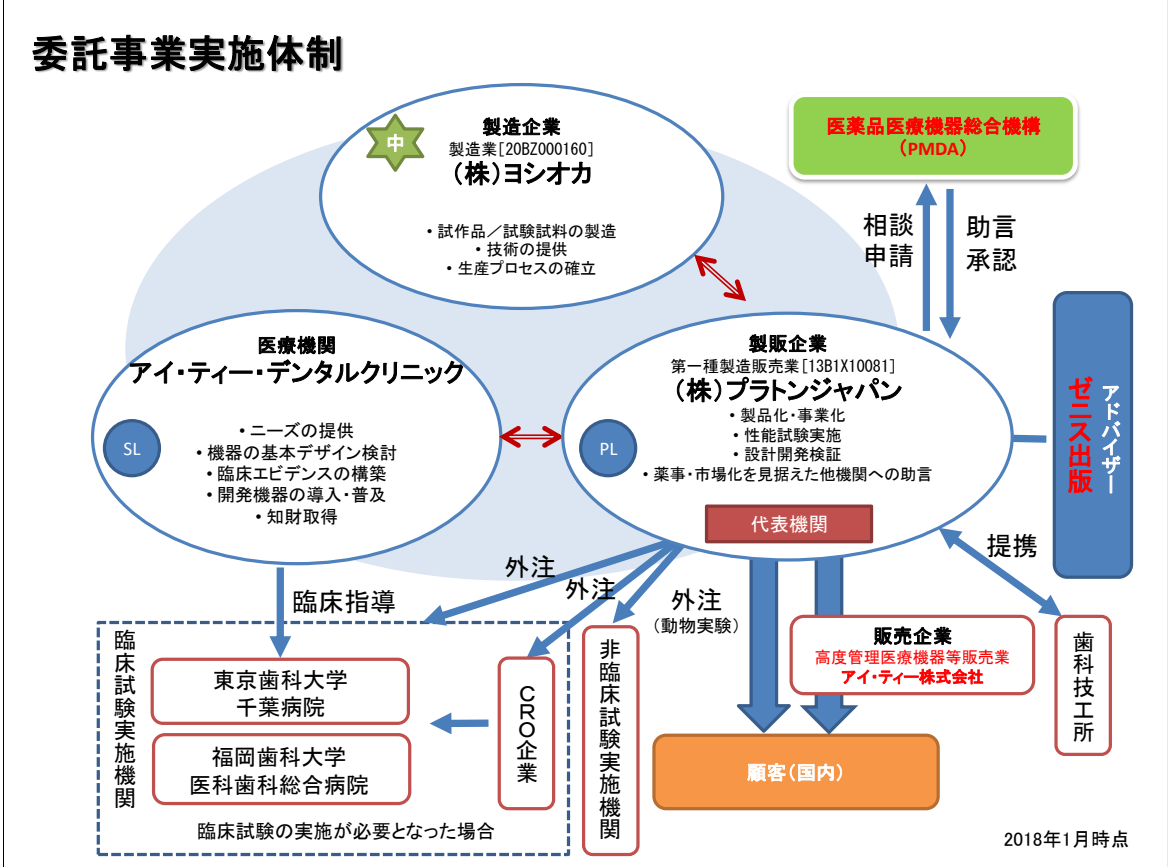 委託事業実施体制
中
製造企業
製造業[20BZ000160]
(株)ヨシオカ
・試作品／試験試料の製造
・技術の提供
・生産プロセスの確立
医薬品医療機器総合機構
(PMDA)
相談
申請
助言
承認
医療機関
アイ・ティー・デンタルクリニック
SL
・ニーズの提供
・機器の基本デザイン検討
・臨床エビデンスの構築
・開発機器の導入・普及
・知財取得
製販企業
第一種製造販売業[13B1X10081]
(株)プラトンジャパン
PL
・製品化・事業化
・性能試験実施
・設計開発検証
・薬事・市場化を見据えた他機関への助言
代表機関
アドバイザー
ゼニス出版
臨床指導
外注
外注
外注
(動物実験)
提携
臨床試験実施機関
東京歯科大学
千葉病院
福岡歯科大学
医科歯科総合病院
CRO企業
臨床試験の実施が必要となった場合
非臨床試験実施機関
販売企業
高度管理医療機器等販売業
アイ・ティー株式会社
歯科技工所
顧客(国内)
2018年1月時点